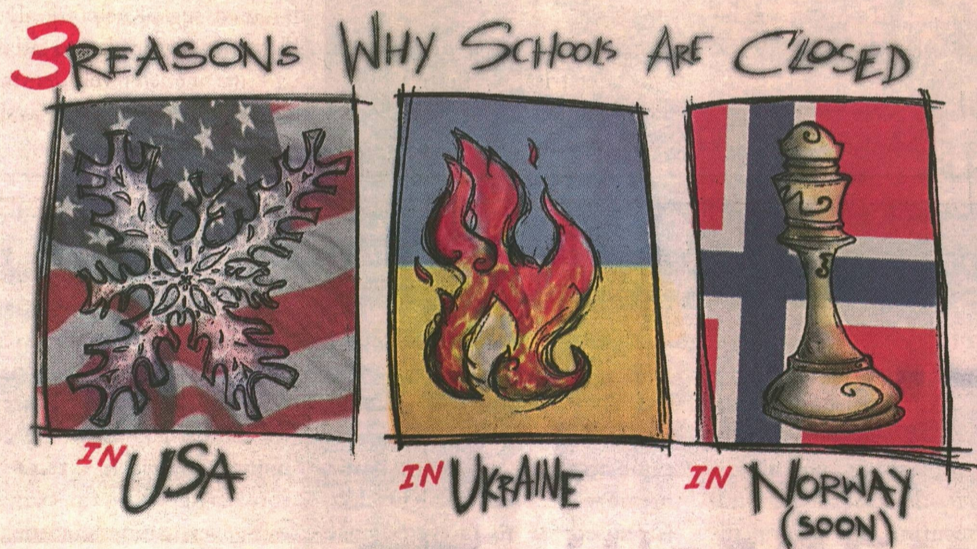 3 REASONS WHY SCHOOLS ARE CLOSED
IN USA
IN UKRAINE
IN NORWAY
(SOON)